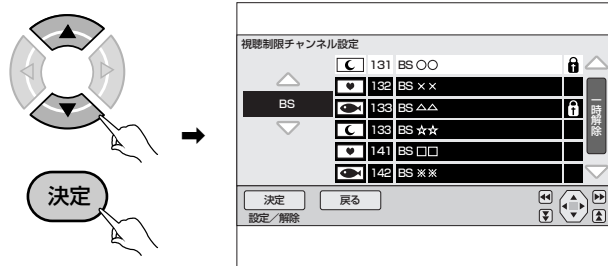 決定
視聴制限チャンネル設定
131 BS○○
132 BS××
BS 133 BS△△
133 BS☆☆
141 BS□□
142 BS※※
一時解除
決定 戻る
設定／解除